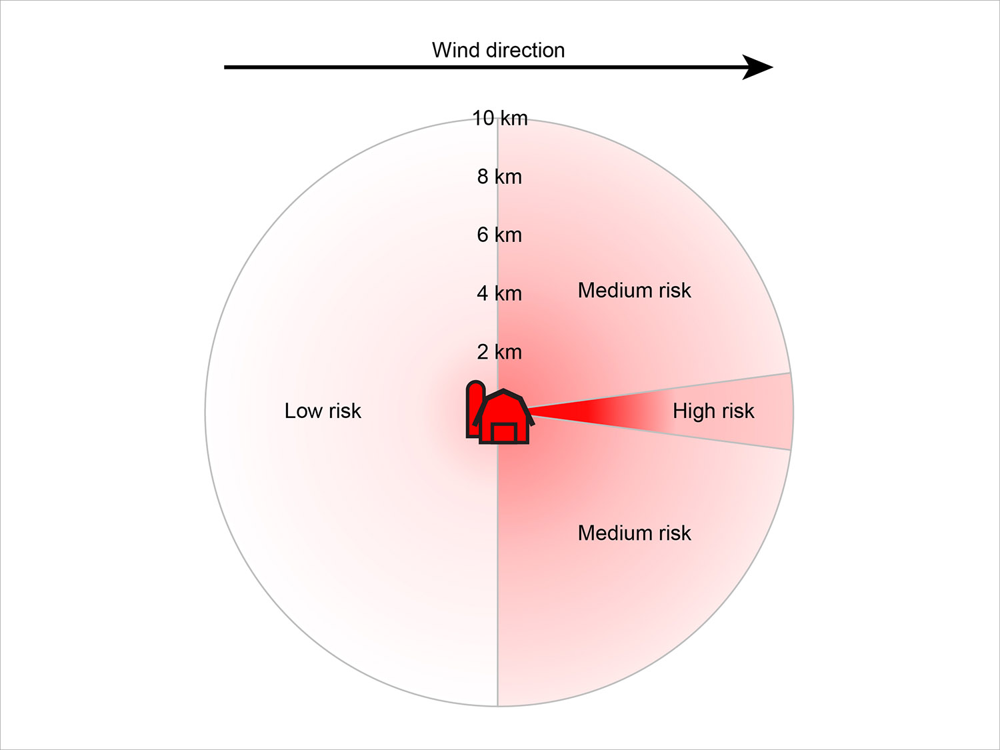 Wind direction
10 km
8 km
6 km
4 km
Medium risk
2 km
Low risk
High risk
Medium risk